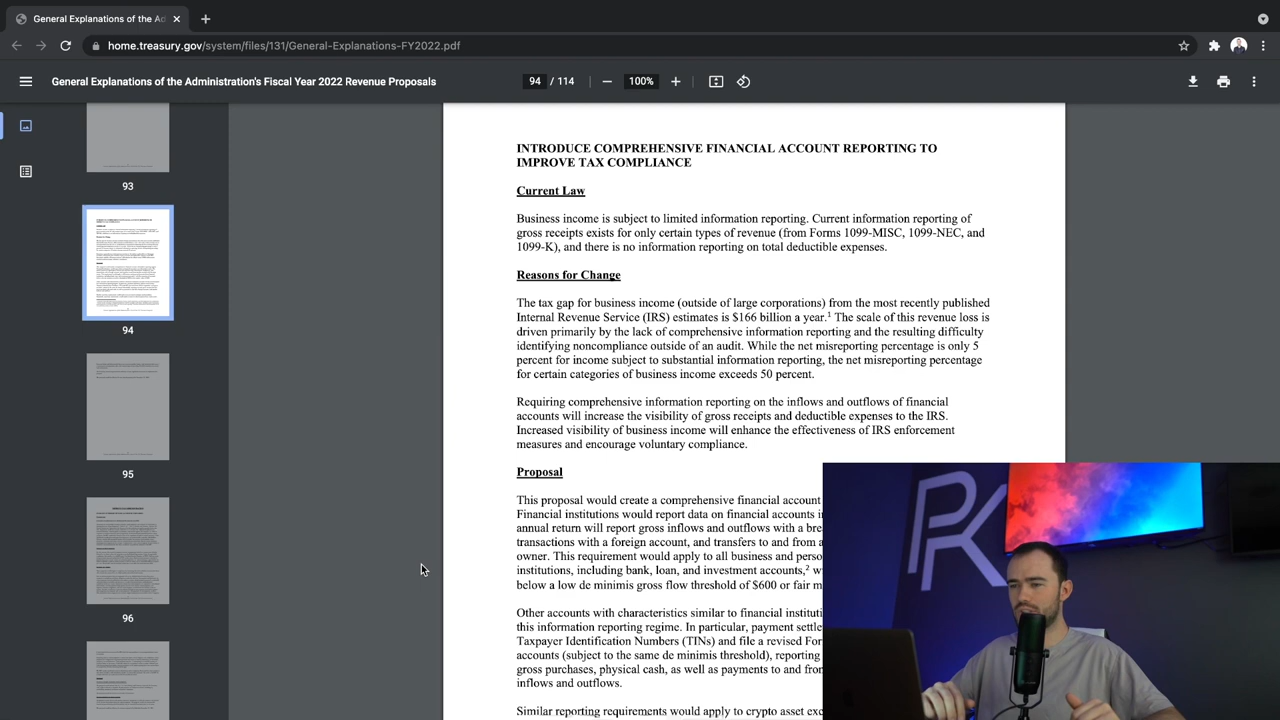 General Explanations of the Ad
home.treasury.gov/system/files/131/General-Explanations-FY2022.pdf
General Explanations of the Administration's Fiscal Year 2022 Revenue Proposals
94 / 114
100%
93
94
95
96
INTRODUCE COMPREHENSIVE FINANCIAL ACCOUNT REPORTING TO
IMPROVE TAX COMPLIANCE
Current Law
Business income is subject to limited information reporting. Current information reporting of
gross receipts exists for only certain types of revenue (from Forms 1099-MISC, 1099-NEC, and
1099-K), and there is no information reporting on total deductible expenses.
Reasons for Change
The tax gap for business income (outside of large corporations) from the most recently published
Internal Revenue Service (IRS) estimates is $166 billion a year.1 The scale of this revenue loss is
driven primarily by the lack of comprehensive information reporting and the resulting difficulty
identifying noncompliance outside of an audit. While the net misreporting percentage is only 5
percent for income subject to substantial information reporting, the net misreporting percentage
for certain categories of business income exceeds 50 percent.
Requiring comprehensive information reporting on the inflows and outflows of financial
accounts will increase the visibility of gross receipts and deductible expenses to the IRS.
Increased visibility of business income will enhance the effectiveness of IRS enforcement
measures and encourage voluntary compliance.
Proposal
This proposal would create a comprehensive financial account
Financial institutions would report data on financial accounts
annual return will report gross inflows and outflows with a
transactions with a foreign account, and transfers to and from
owner. This requirement would apply to all business and
institutions, including bank, loan, and investment accounts,2
below a low de minimis gross flow threshold of $600 or
Other accounts with characteristics similar to financial
this information reporting regime. In particular, payment
Taxpayer Identification Numbers (TINs) and file a revised
accounts subject to the same de minimis threshold), reporting
gross purchases, physical cash, as well as payments to and
inflows and outflows
Similar reporting requirements would apply to crypto asset